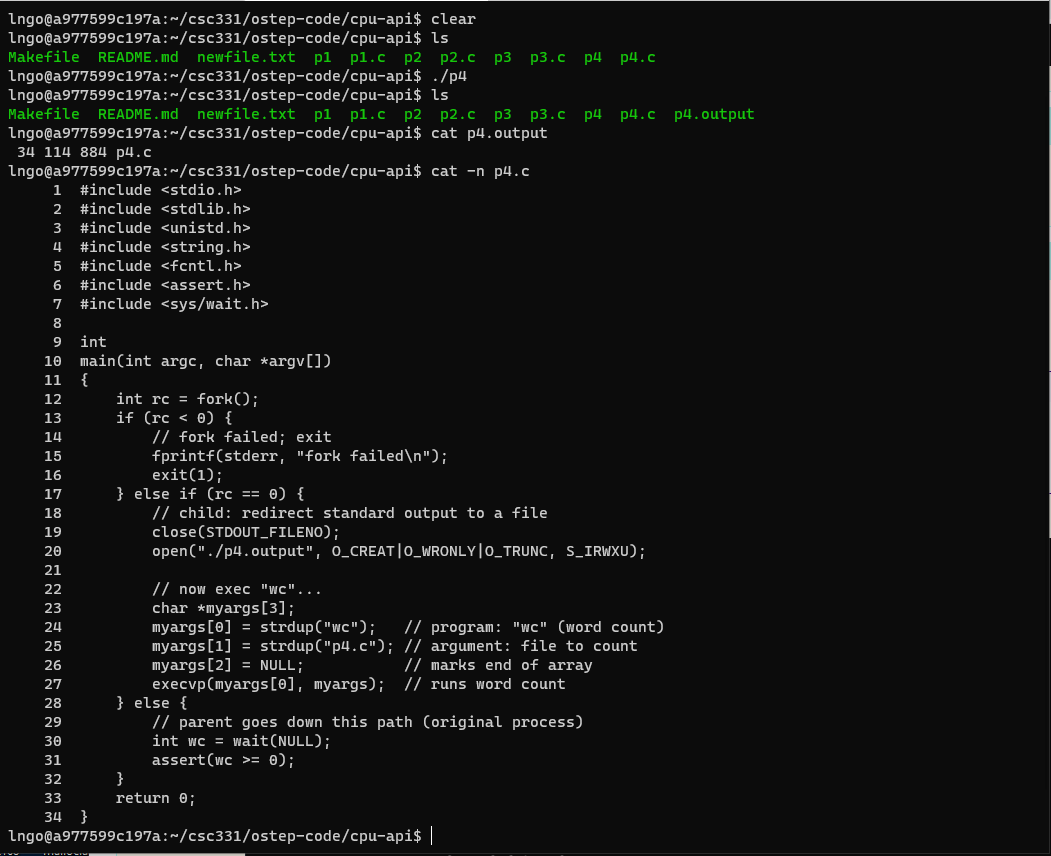 lngo@a977599c197a:~/csc331/ostep-code/cpu-api$ clear
lngo@a977599c197a:~/csc331/ostep-code/cpu-api$ ls
Makefile  README.md  newfile.txt  p1  p1.c  p2  p2.c  p3  p3.c  p4  p4.c
lngo@a977599c197a:~/csc331/ostep-code/cpu-api$ ./p4
lngo@a977599c197a:~/csc331/ostep-code/cpu-api$ ls
Makefile  README.md  newfile.txt  p1  p1.c  p2  p2.c  p3  p3.c  p4  p4.c  p4.output
lngo@a977599c197a:~/csc331/ostep-code/cpu-api$ cat p4.output
 34 114 884 p4.c
lngo@a977599c197a:~/csc331/ostep-code/cpu-api$ cat -n p4.c
     1  #include <stdio.h>
     2  #include <stdlib.h>
     3  #include <unistd.h>
     4  #include <string.h>
     5  #include <fcntl.h>
     6  #include <assert.h>
     7  #include <sys/wait.h>
     8
     9  int
    10  main(int argc, char *argv[])
    11  {
    12      int rc = fork();
    13      if (rc < 0) {
    14          // fork failed; exit
    15          fprintf(stderr, "fork failed\n");
    16          exit(1);
    17      } else if (rc == 0) {
    18          // child: redirect standard output to a file
    19          close(STDOUT_FILENO);
    20          open("./p4.output", O_CREAT|O_WRONLY|O_TRUNC, S_IRWXU);
    21
    22          // now exec "wc"...
    23          char *myargs[3];
    24          myargs[0] = strdup("wc");   // program: "wc" (word count)
    25          myargs[1] = strdup("p4.c"); // argument: file to count
    26          myargs[2] = NULL;           // marks end of array
    27          execvp(myargs[0], myargs);  // runs word count
    28      } else {
    29          // parent goes down this path (original process)
    30          int wc = wait(NULL);
    31          assert(wc >= 0);
    32      }
    33      return 0;
    34  }
lngo@a977599c197a:~/csc331/ostep-code/cpu-api$